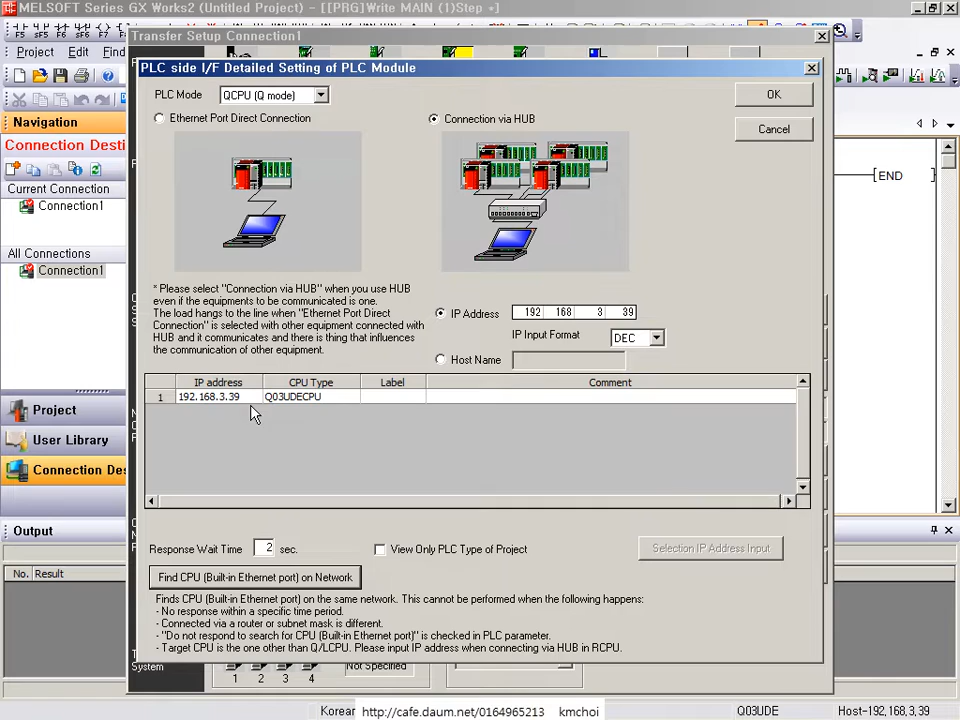 MELSOFT Series GX Works2 (Untitled Project) - [[PRG]Write MAIN (1)Step *]
F5 F6 F7 F8
Project Edit Find
Transfer Setup Connection1
PLC side I/F Detailed Setting of PLC Module
PLC Mode QCPU (Q mode) OK
Ethernet Port Direct Connection Connection via HUB Cancel
Navigation
Connection Desti
Current Connection
Connection1
All Connections
Connection1
END
* Please select "Connection via HUB" when you use HUB
even if the equipments to be communicated is one.
The load hangs to the line when "Ethernet Port Direct
Connection" is selected with other equipment connected with
HUB and it communicates and there is thing that influences
the communication of other equipment.
IP Address 192 168 3 39
IP Input Format DEC
Host Name
IP address CPU Type Label Comment
1 192.168.3.39 Q03UDECPU
Project
User Library
Connection Des
Output
No. Result
Response Wait Time 2 sec. View Only PLC Type of Project Selection IP Address Input
Find CPU (Built-in Ethernet port) on Network
Finds CPU (Built-in Ethernet port) on the same network. This cannot be performed when the following happens:
- No response within a specific time period.
- Connected via a router or subnet mask is different.
- "Do not respond to search for CPU (Built-in Ethernet port)" is checked in PLC parameter.
- Target CPU is the one other than Q/LCPU. Please input IP address when connecting via HUB in RCPU.
System Not Specified
1 2 3 4
Korean http://cafe.daum.net/0164965213 kmchoi Q03UDE Host-192,168,3,39